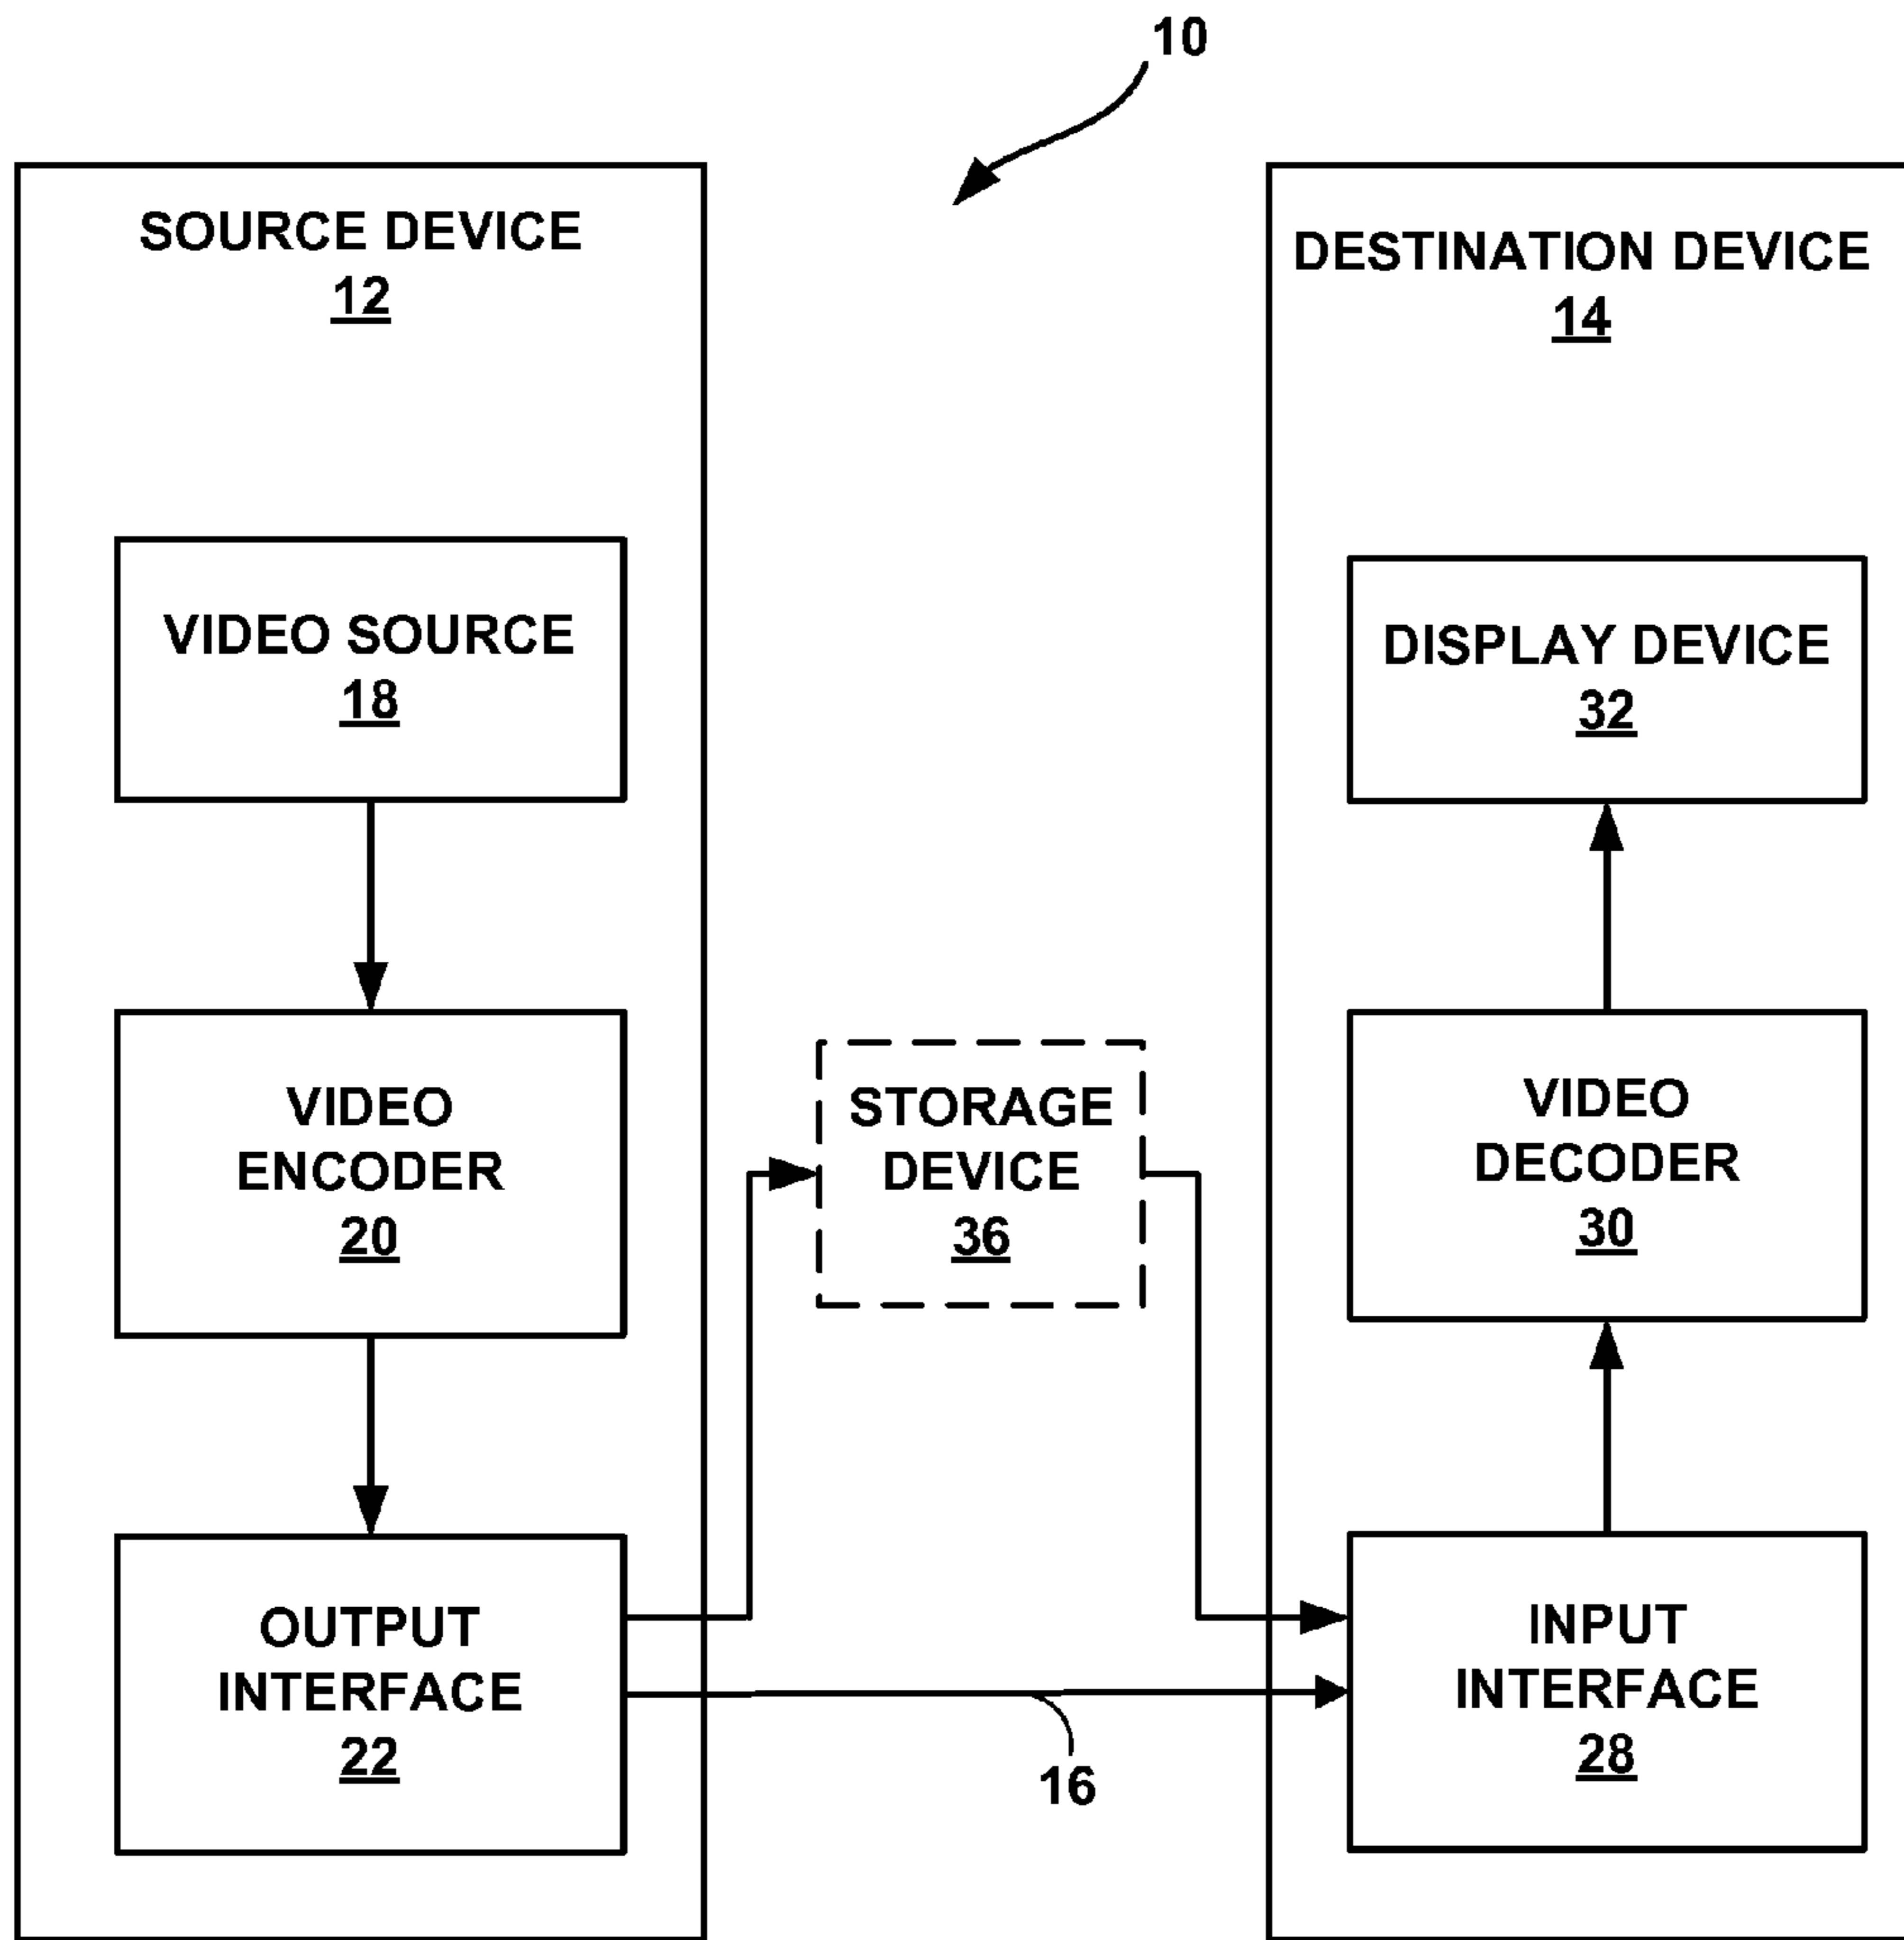 10
SOURCE DEVICE
12
VIDEO SOURCE
18
VIDEO
ENCODER
20
OUTPUT
INTERFACE
22
STORAGE
DEVICE
36
16
DESTINATION DEVICE
14
DISPLAY DEVICE
32
VIDEO
DECODER
30
INPUT
INTERFACE
28